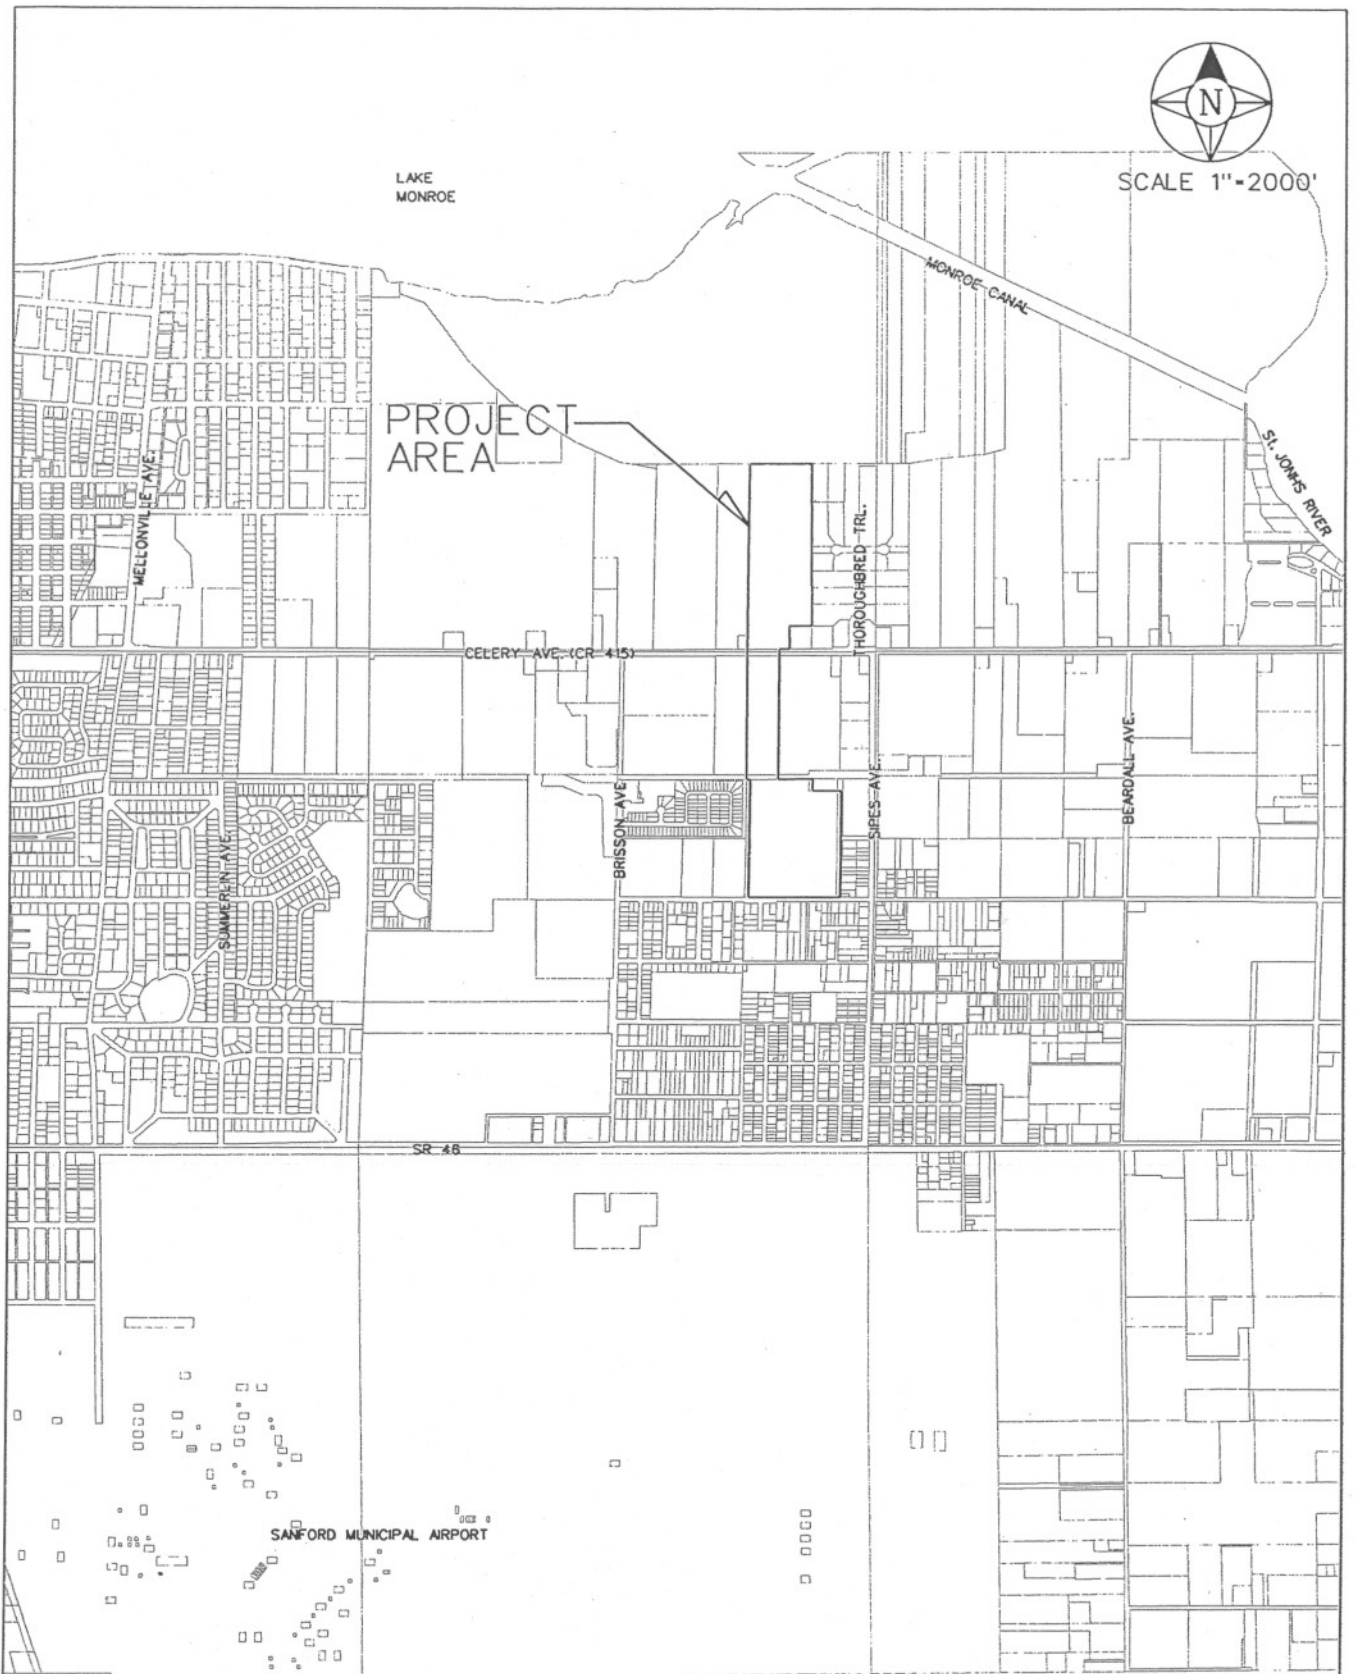 N
SCALE 1"-2000'
LAKE
MONROE
MONROE CANAL
PROJECT
AREA
St. JONHS RIVER
MELLONVILLE AVE.
THOROUGHBRED TRL.
CELERY AVE. (CR 415)
BEARDALL AVE.
SIPES AVE.
BRISSON AVE
SUMMERLIN AVE.
SR 46
SANFORD MUNICIPAL AIRPORT